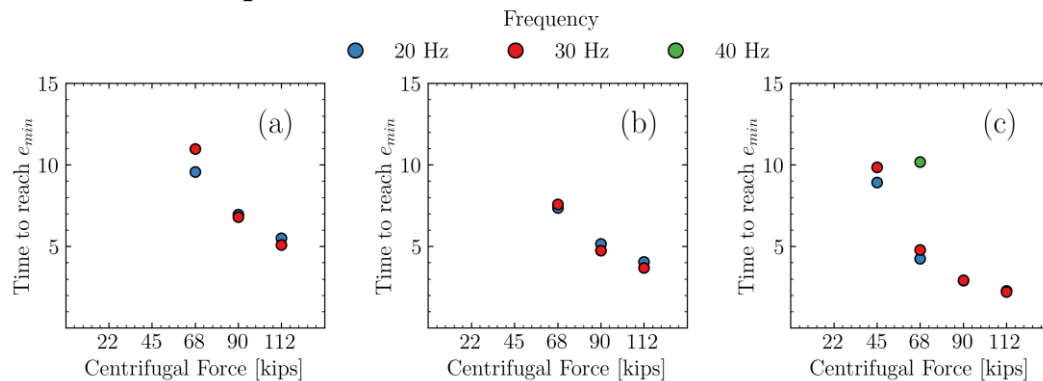 Frequency
20 Hz 30 Hz 40 Hz
(a)
Time to reach e_min
15
10
5
22 45 68 90 112
Centrifugal Force [kips]
(b)
Time to reach e_min
15
10
5
22 45 68 90 112
Centrifugal Force [kips]
(c)
Time to reach e_min
15
10
5
22 45 68 90 112
Centrifugal Force [kips]